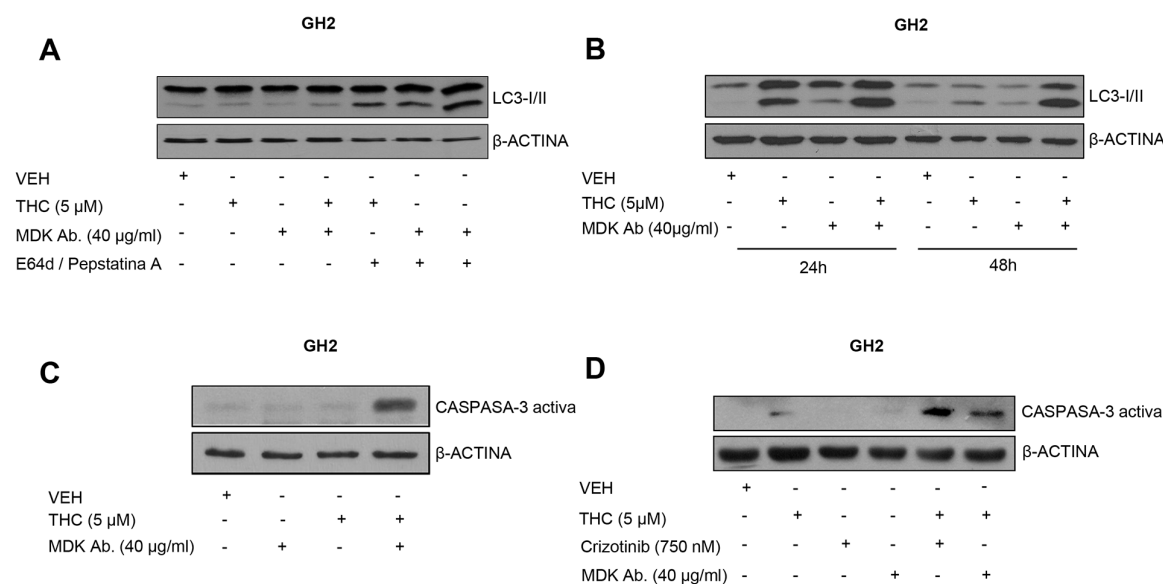 GH2
A
LC3-I/II
β-ACTINA
VEH + - - - - - -
THC (5 µM) - + - + + - -
MDK Ab. (40 µg/ml) - - + + - + +
E64d / Pepstatina A - - - - + + +
GH2
B
LC3-I/II
β-ACTINA
VEH + - - - + - - -
THC (5µM) - + - + - + - +
MDK Ab (40µg/ml) - - + + - - + +
24h 48h
GH2
C
CASPASA-3 activa
β-ACTINA
VEH + - - -
THC (5 µM) - - + +
MDK Ab. (40 µg/ml) - + - +
GH2
D
CASPASA-3 activa
β-ACTINA
VEH + - - - - -
THC (5 µM) - + - - + +
Crizotinib (750 nM) - - + - + -
MDK Ab. (40 µg/ml) - - - + - +